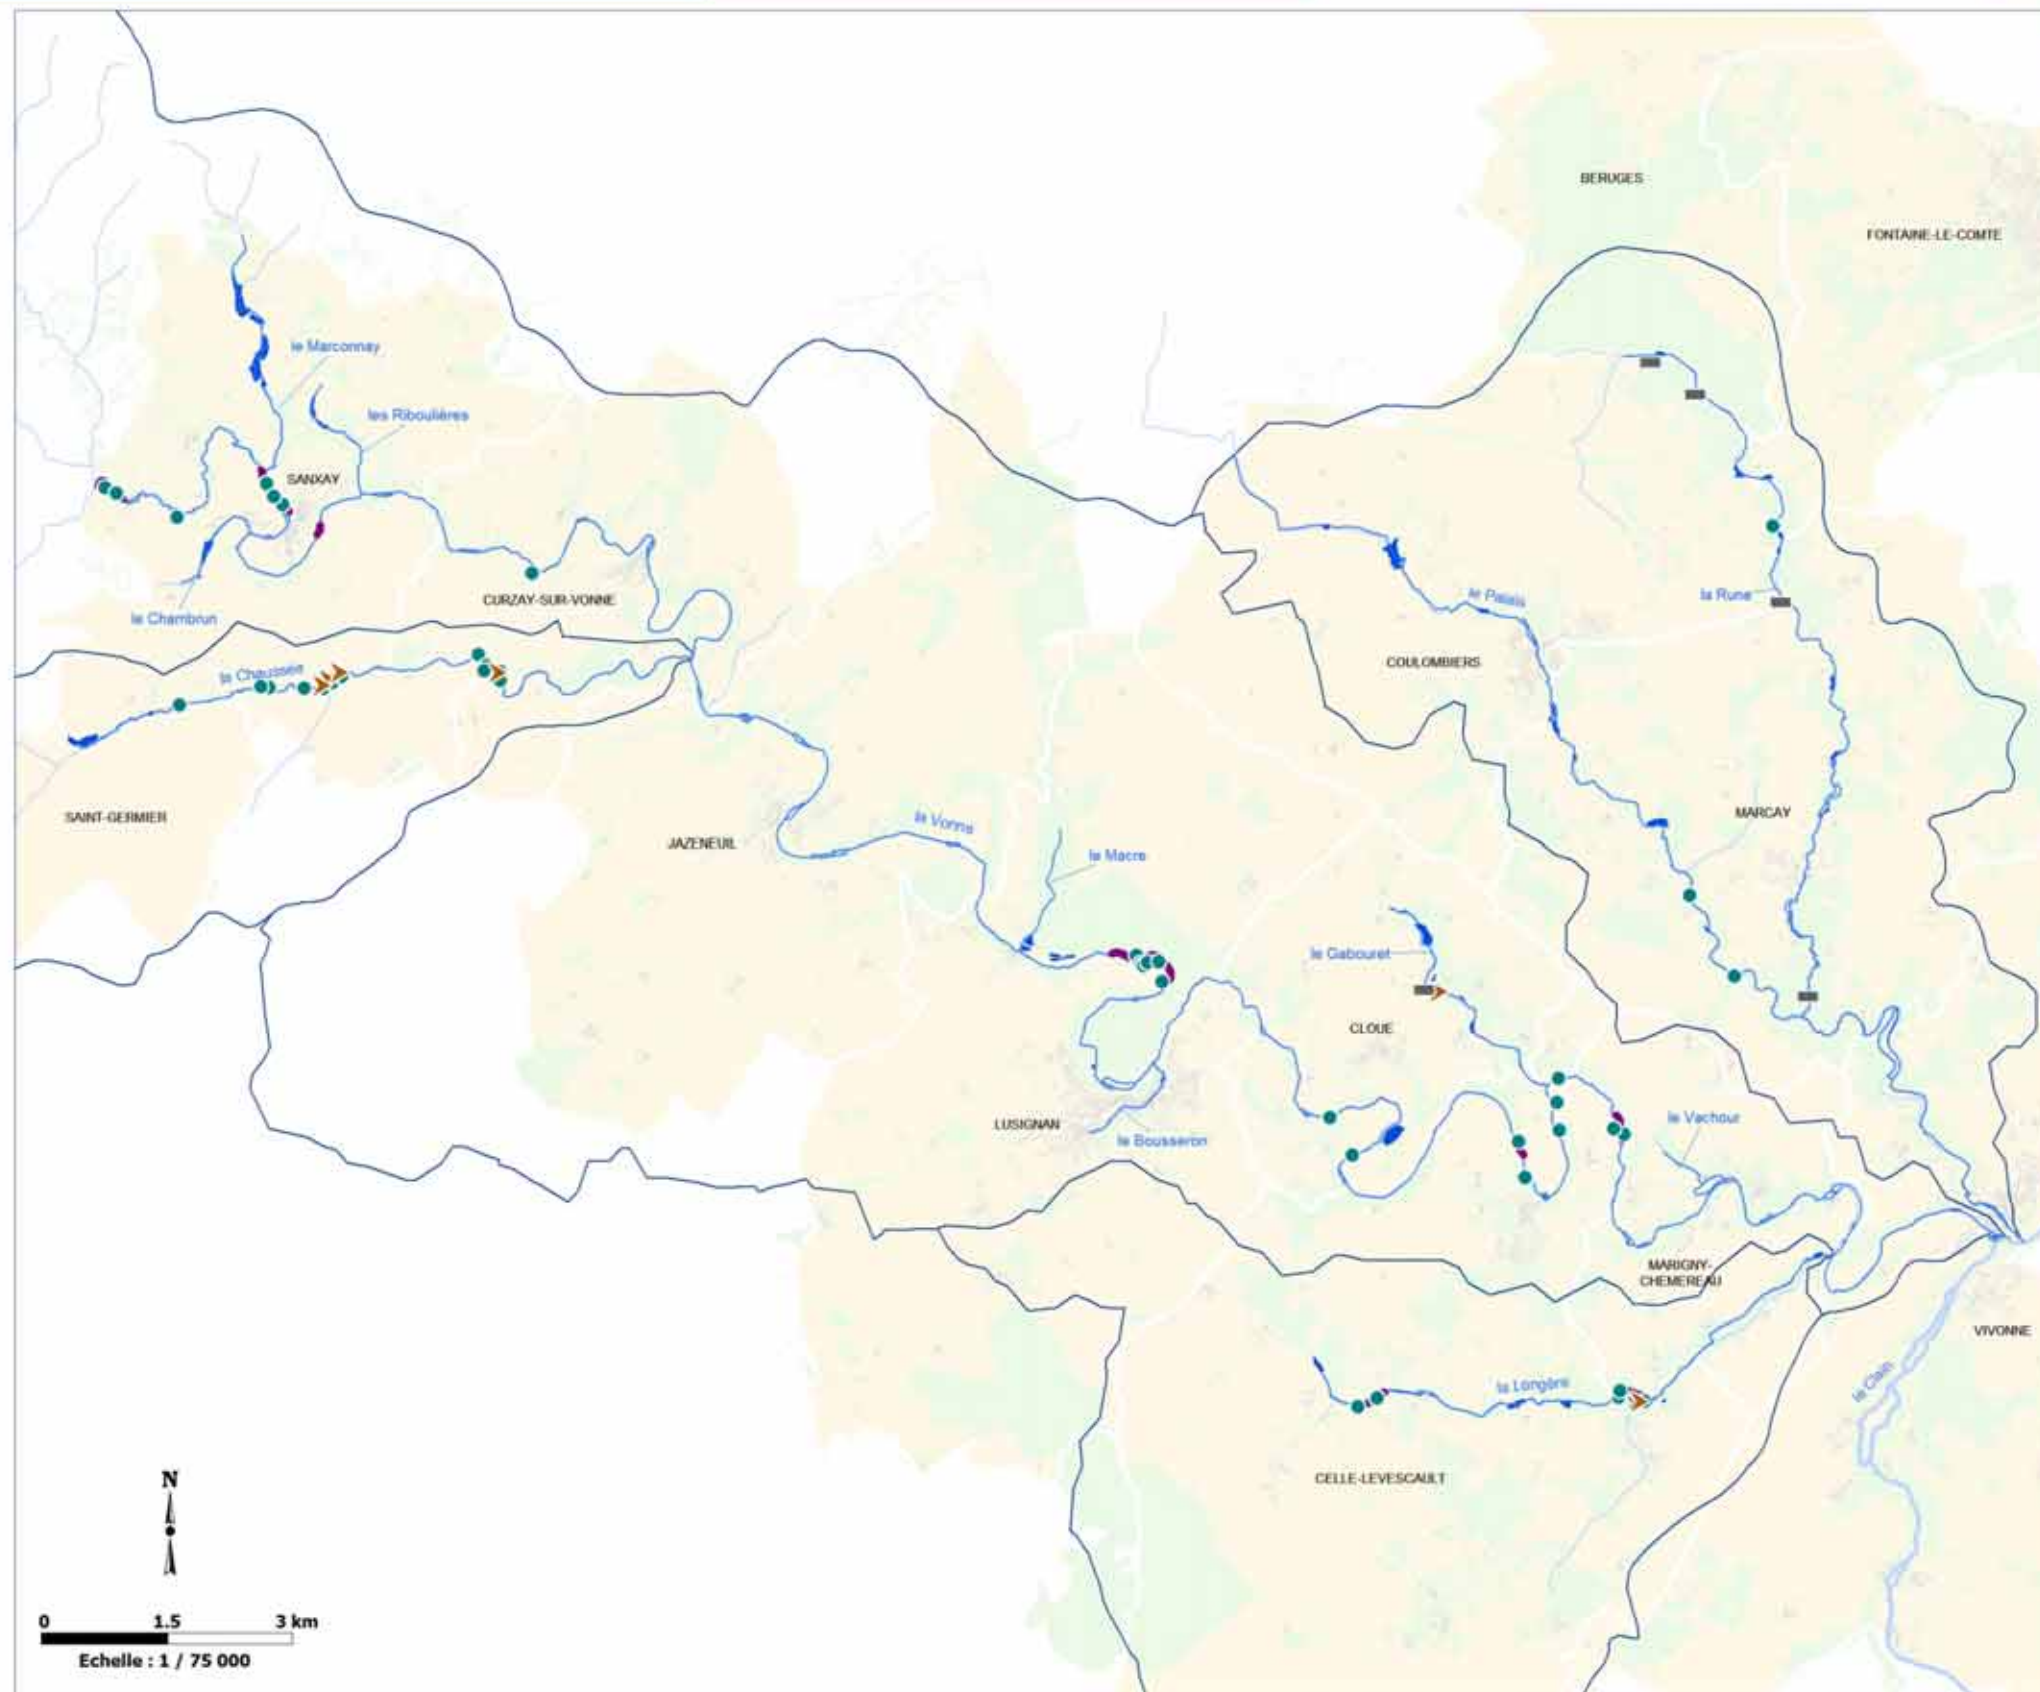 BERUGES
FONTAINE-LE-COMTE
le Marconnay
les Riboulières
SANXAY
le Palais
la Rune
CURZAY-SUR-VONNE
le Chambrun
COULOMBIERS
la Chaussée
MARCAY
SAINT-GERMIER
la Vonne
JAZENEUIL
le Macre
le Gabouret
CLOUE
LUSIGNAN
le Bousseron
le Vachour
MARIGNY-
CHEMEREAU
VIVONNE
la Longère
le Clain
CELLE-LEVESCAULT
N
0 1.5 3 km
Echelle : 1 / 75 000